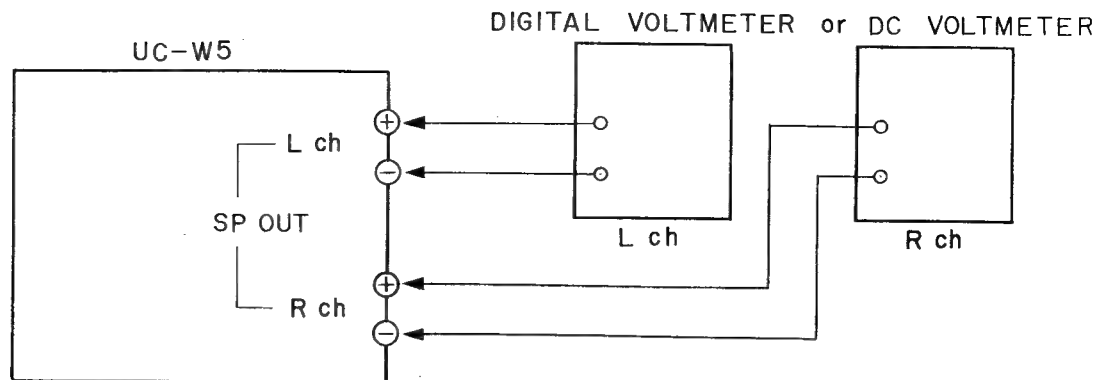 DIGITAL VOLTMETER or DC VOLTMETER
UC-W5
+
L ch
−
SP OUT
+
R ch
−
L ch
R ch